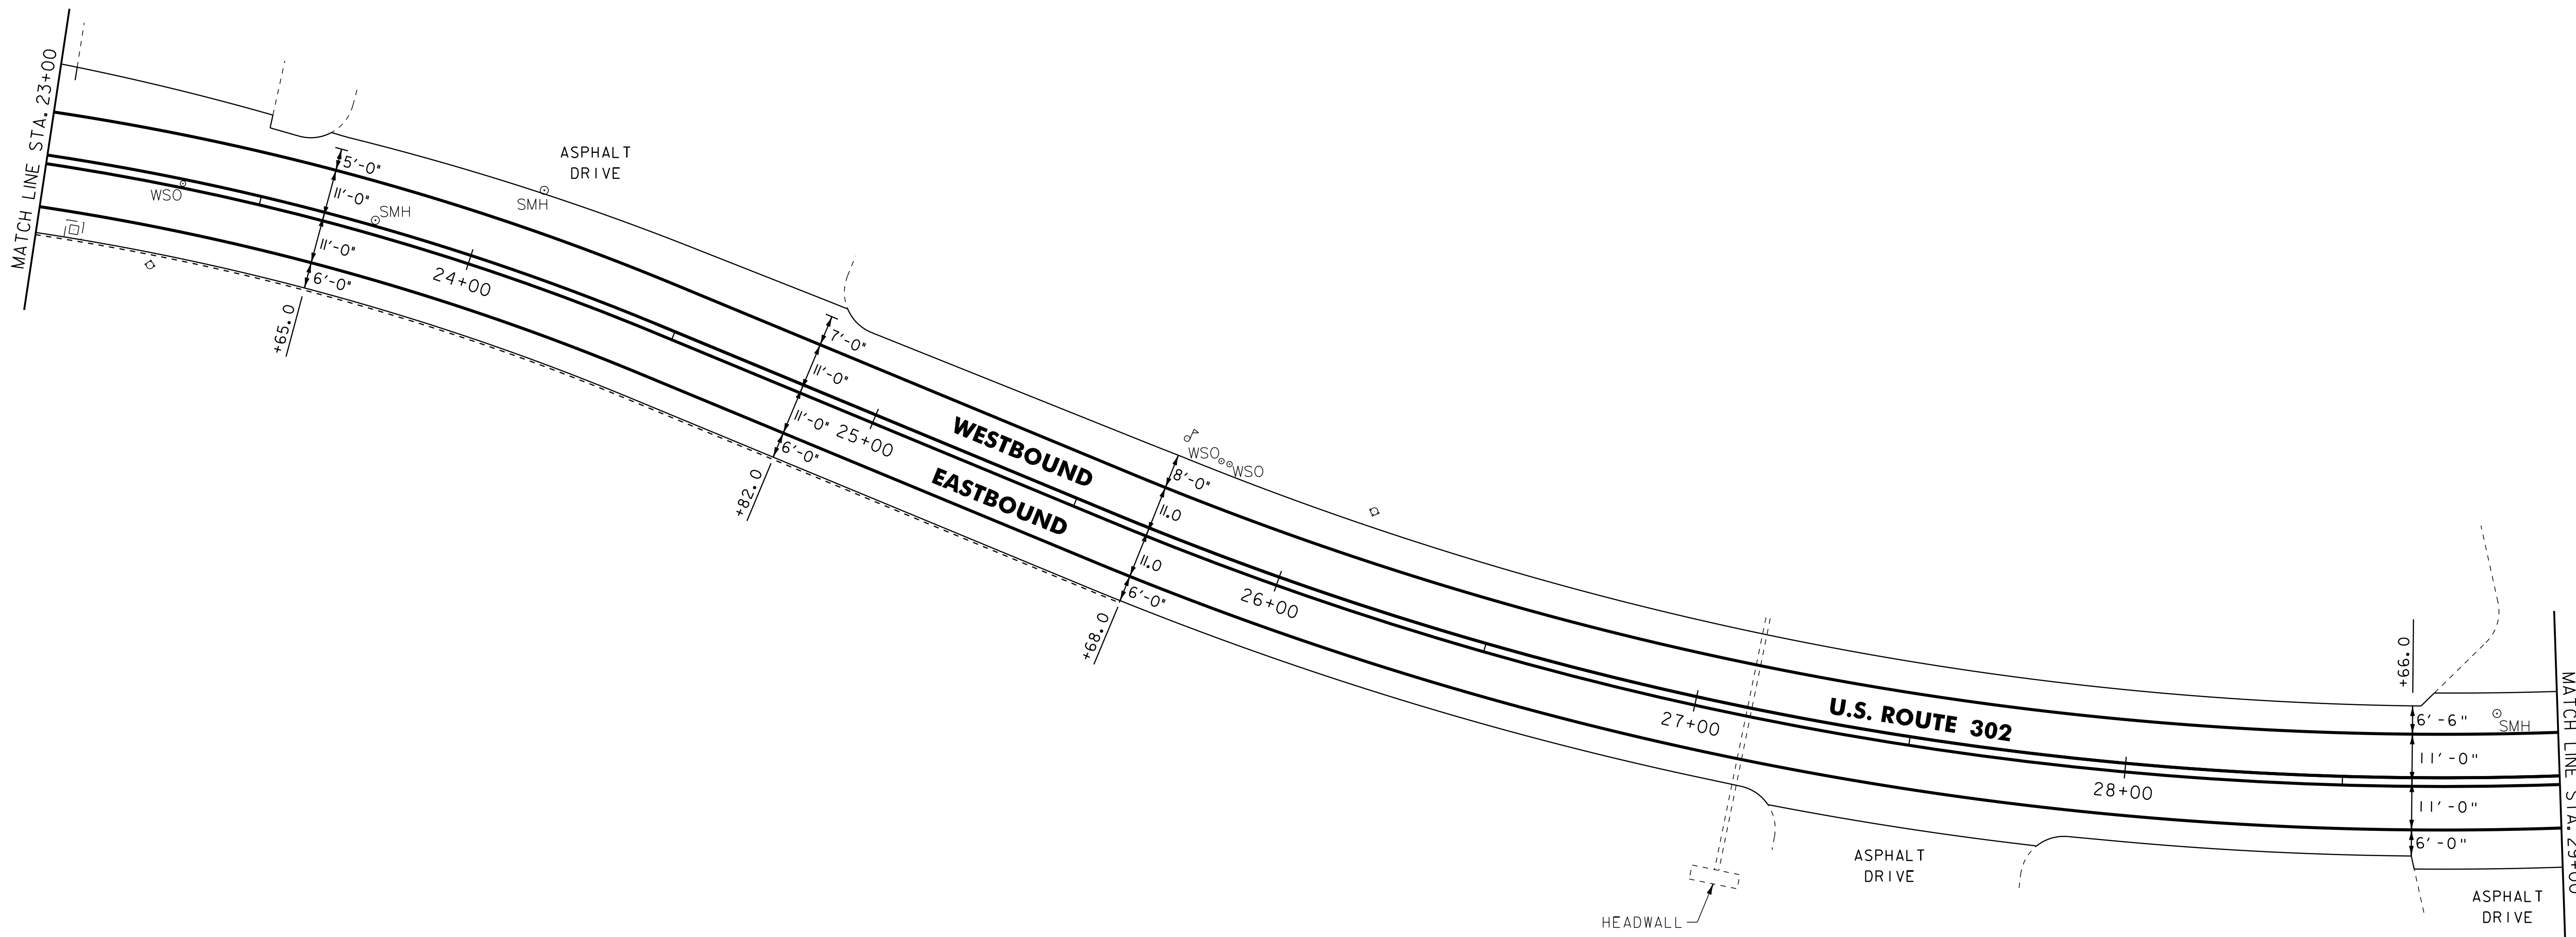 MATCH LINE STA. 23+00
WSO
SMH
SMH
ASPHALT
DRIVE
5'-0"
11'-0"
11'-0"
6'-0"
+65.0
24+00
7'-0"
11'-0"
11'-0"
6'-0"
+82.0
25+00
WESTBOUND
EASTBOUND
WSO
WSO
8'-0"
11.0
11.0
6'-0"
+68.0
26+00
27+00
U.S. ROUTE 302
HEADWALL
ASPHALT
DRIVE
28+00
+66.0
6'-6"
11'-0"
11'-0"
6'-0"
SMH
ASPHALT
DRIVE
MATCH LINE STA. 29+00